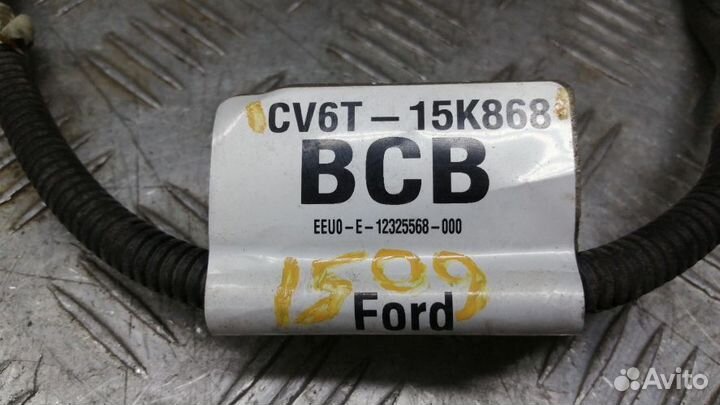 CV6T-15K868
BCB
EEU0-E-12325568-000
1509
Ford
Avito